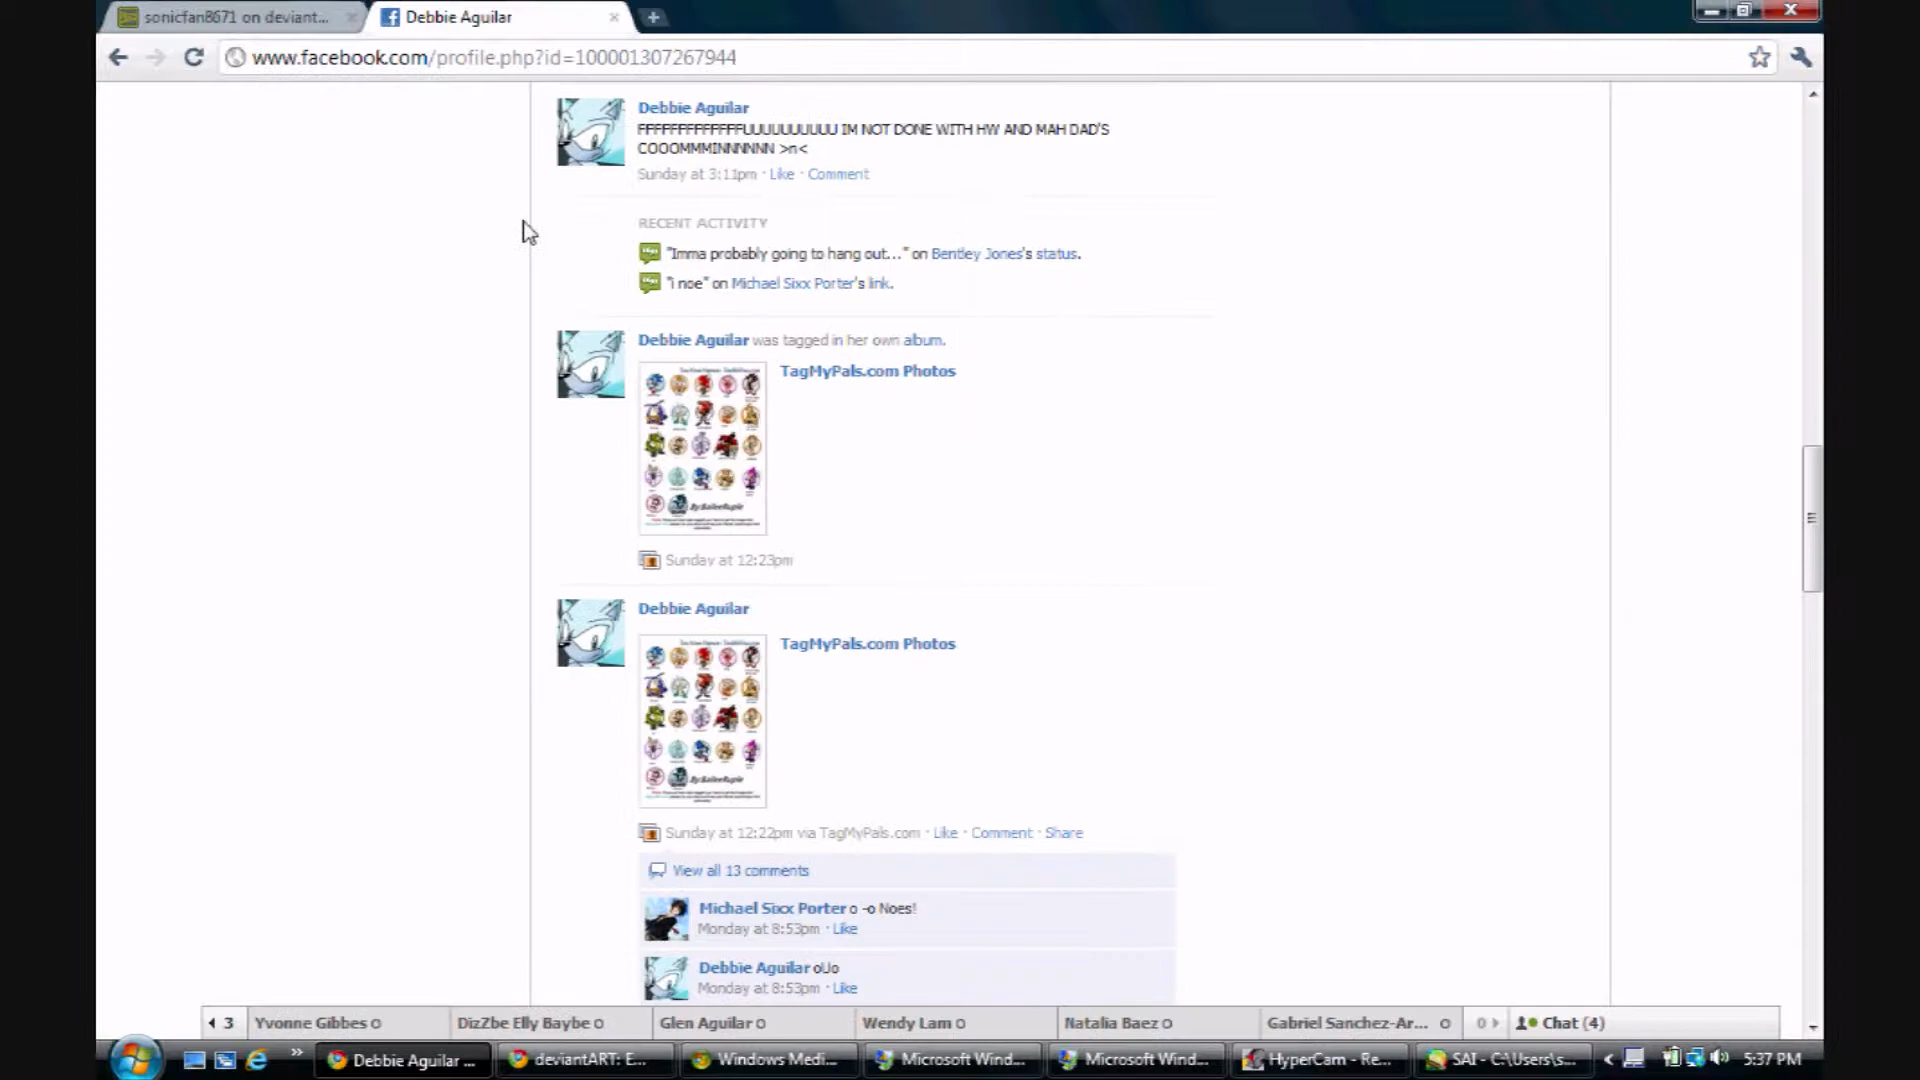 sonicfan8671 on deviant...
Debbie Aguilar
www.facebook.com/profile.php?id=100001307267944
Debbie Aguilar
FFFFFFFFFFFFFUUUUUUUUUU IM NOT DONE WITH HW AND MAH DAD'S
COOOMMMINNNNNN >n<
Sunday at 3:11pm · Like · Comment
RECENT ACTIVITY
"Imma probably going to hang out..." on Bentley Jones's status.
"i noe" on Michael Sixx Porter's link.
Debbie Aguilar was tagged in her own album.
TagMyPals.com Photos
Sunday at 12:23pm
Debbie Aguilar
TagMyPals.com Photos
Sunday at 12:22pm via TagMyPals.com · Like · Comment · Share
View all 13 comments
Michael Sixx Porter o -o Noes!
Monday at 8:53pm · Like
Debbie Aguilar oUo
Monday at 8:53pm · Like
3 Yvonne Gibbes DizZbe Elly Baybe Glen Aguilar Wendy Lam Natalia Baez Gabriel Sanchez-Ar... 0 Chat (4)
Debbie Aguilar ... deviantART: E... Windows Medi... Microsoft Wind... Microsoft Wind... HyperCam - Re... SAI - C:\Users\s... 5:37 PM